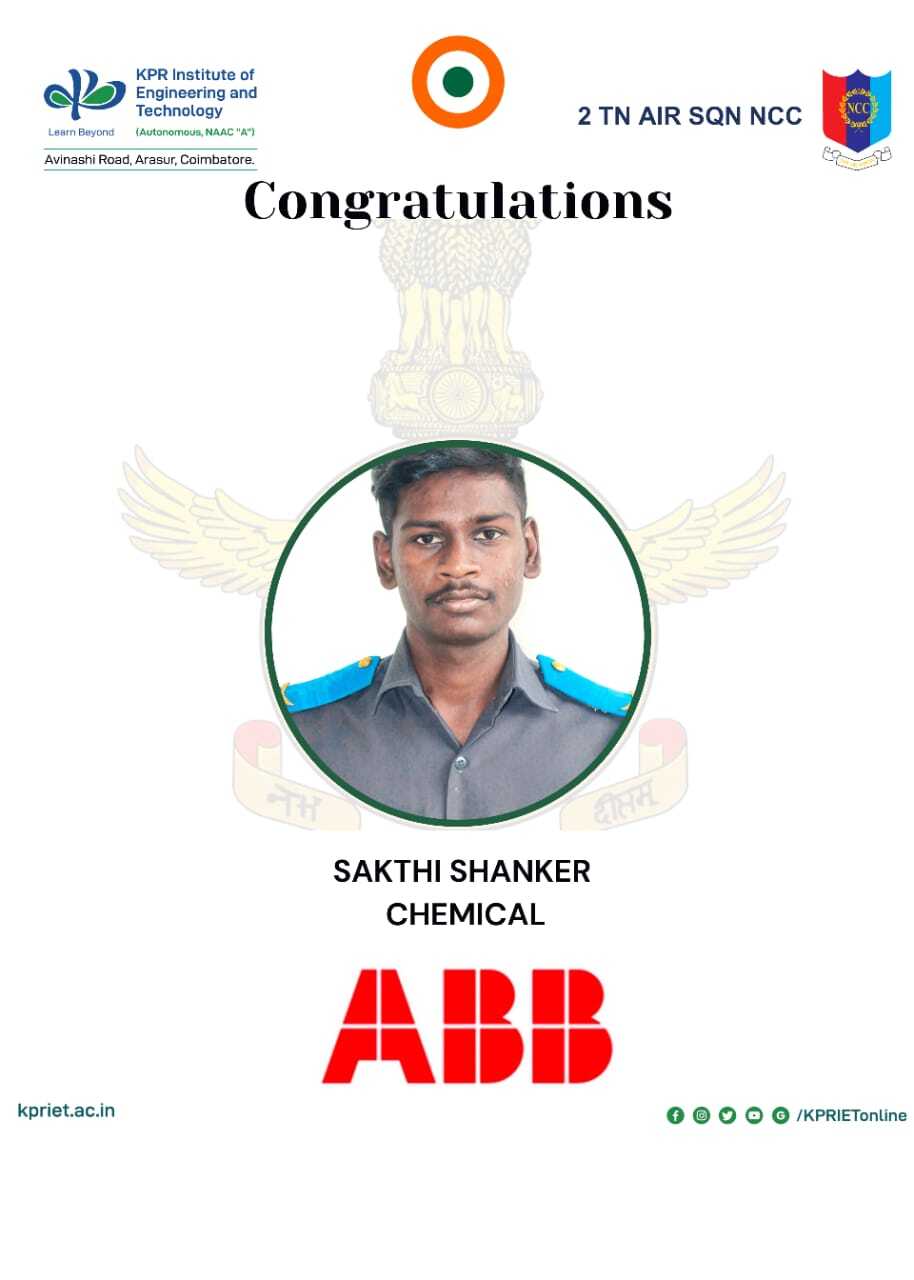 KPR Institute of
Engineering and
Technology
Learn Beyond
(Autonomous, NAAC "A")
Avinashi Road, Arasur, Coimbatore.
2 TN AIR SQN NCC
NCC
Congratulations
नभ
दीप्तम्
SAKTHI SHANKER
CHEMICAL
ABB
kpriet.ac.in
/KPRIETonline